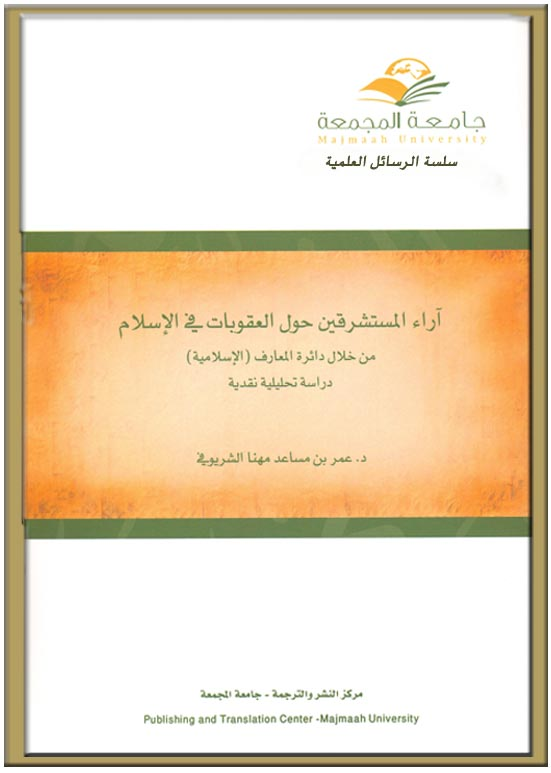 جامعة المجمعة
Majmaah University
سلسة الرسائل العلمية
آراء المستشرقين حول العقوبات في الإسلام
من خلال دائرة المعارف (الإسلامية)
دراسة تحليلية نقدية
د. عمر بن مساعد مهنا الشريوفي
مركز النشر والترجمة - جامعة المجمعة
Publishing and Translation Center -Majmaah University